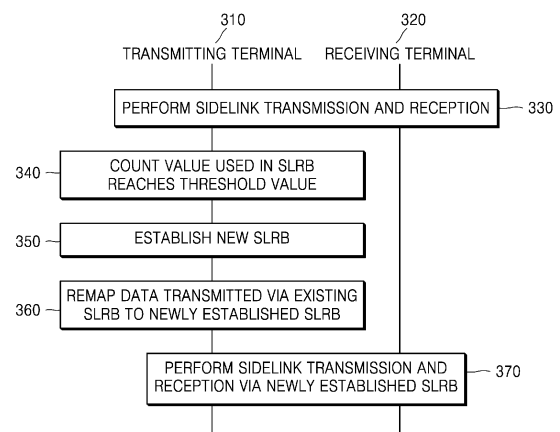 310
320
TRANSMITTING TERMINAL
RECEIVING TERMINAL
PERFORM SIDELINK TRANSMISSION AND RECEPTION
330
340
COUNT VALUE USED IN SLRB
REACHES THRESHOLD VALUE
350
ESTABLISH NEW SLRB
360
REMAP DATA TRANSMITTED VIA EXISTING
SLRB TO NEWLY ESTABLISHED SLRB
PERFORM SIDELINK TRANSMISSION AND
RECEPTION VIA NEWLY ESTABLISHED SLRB
370